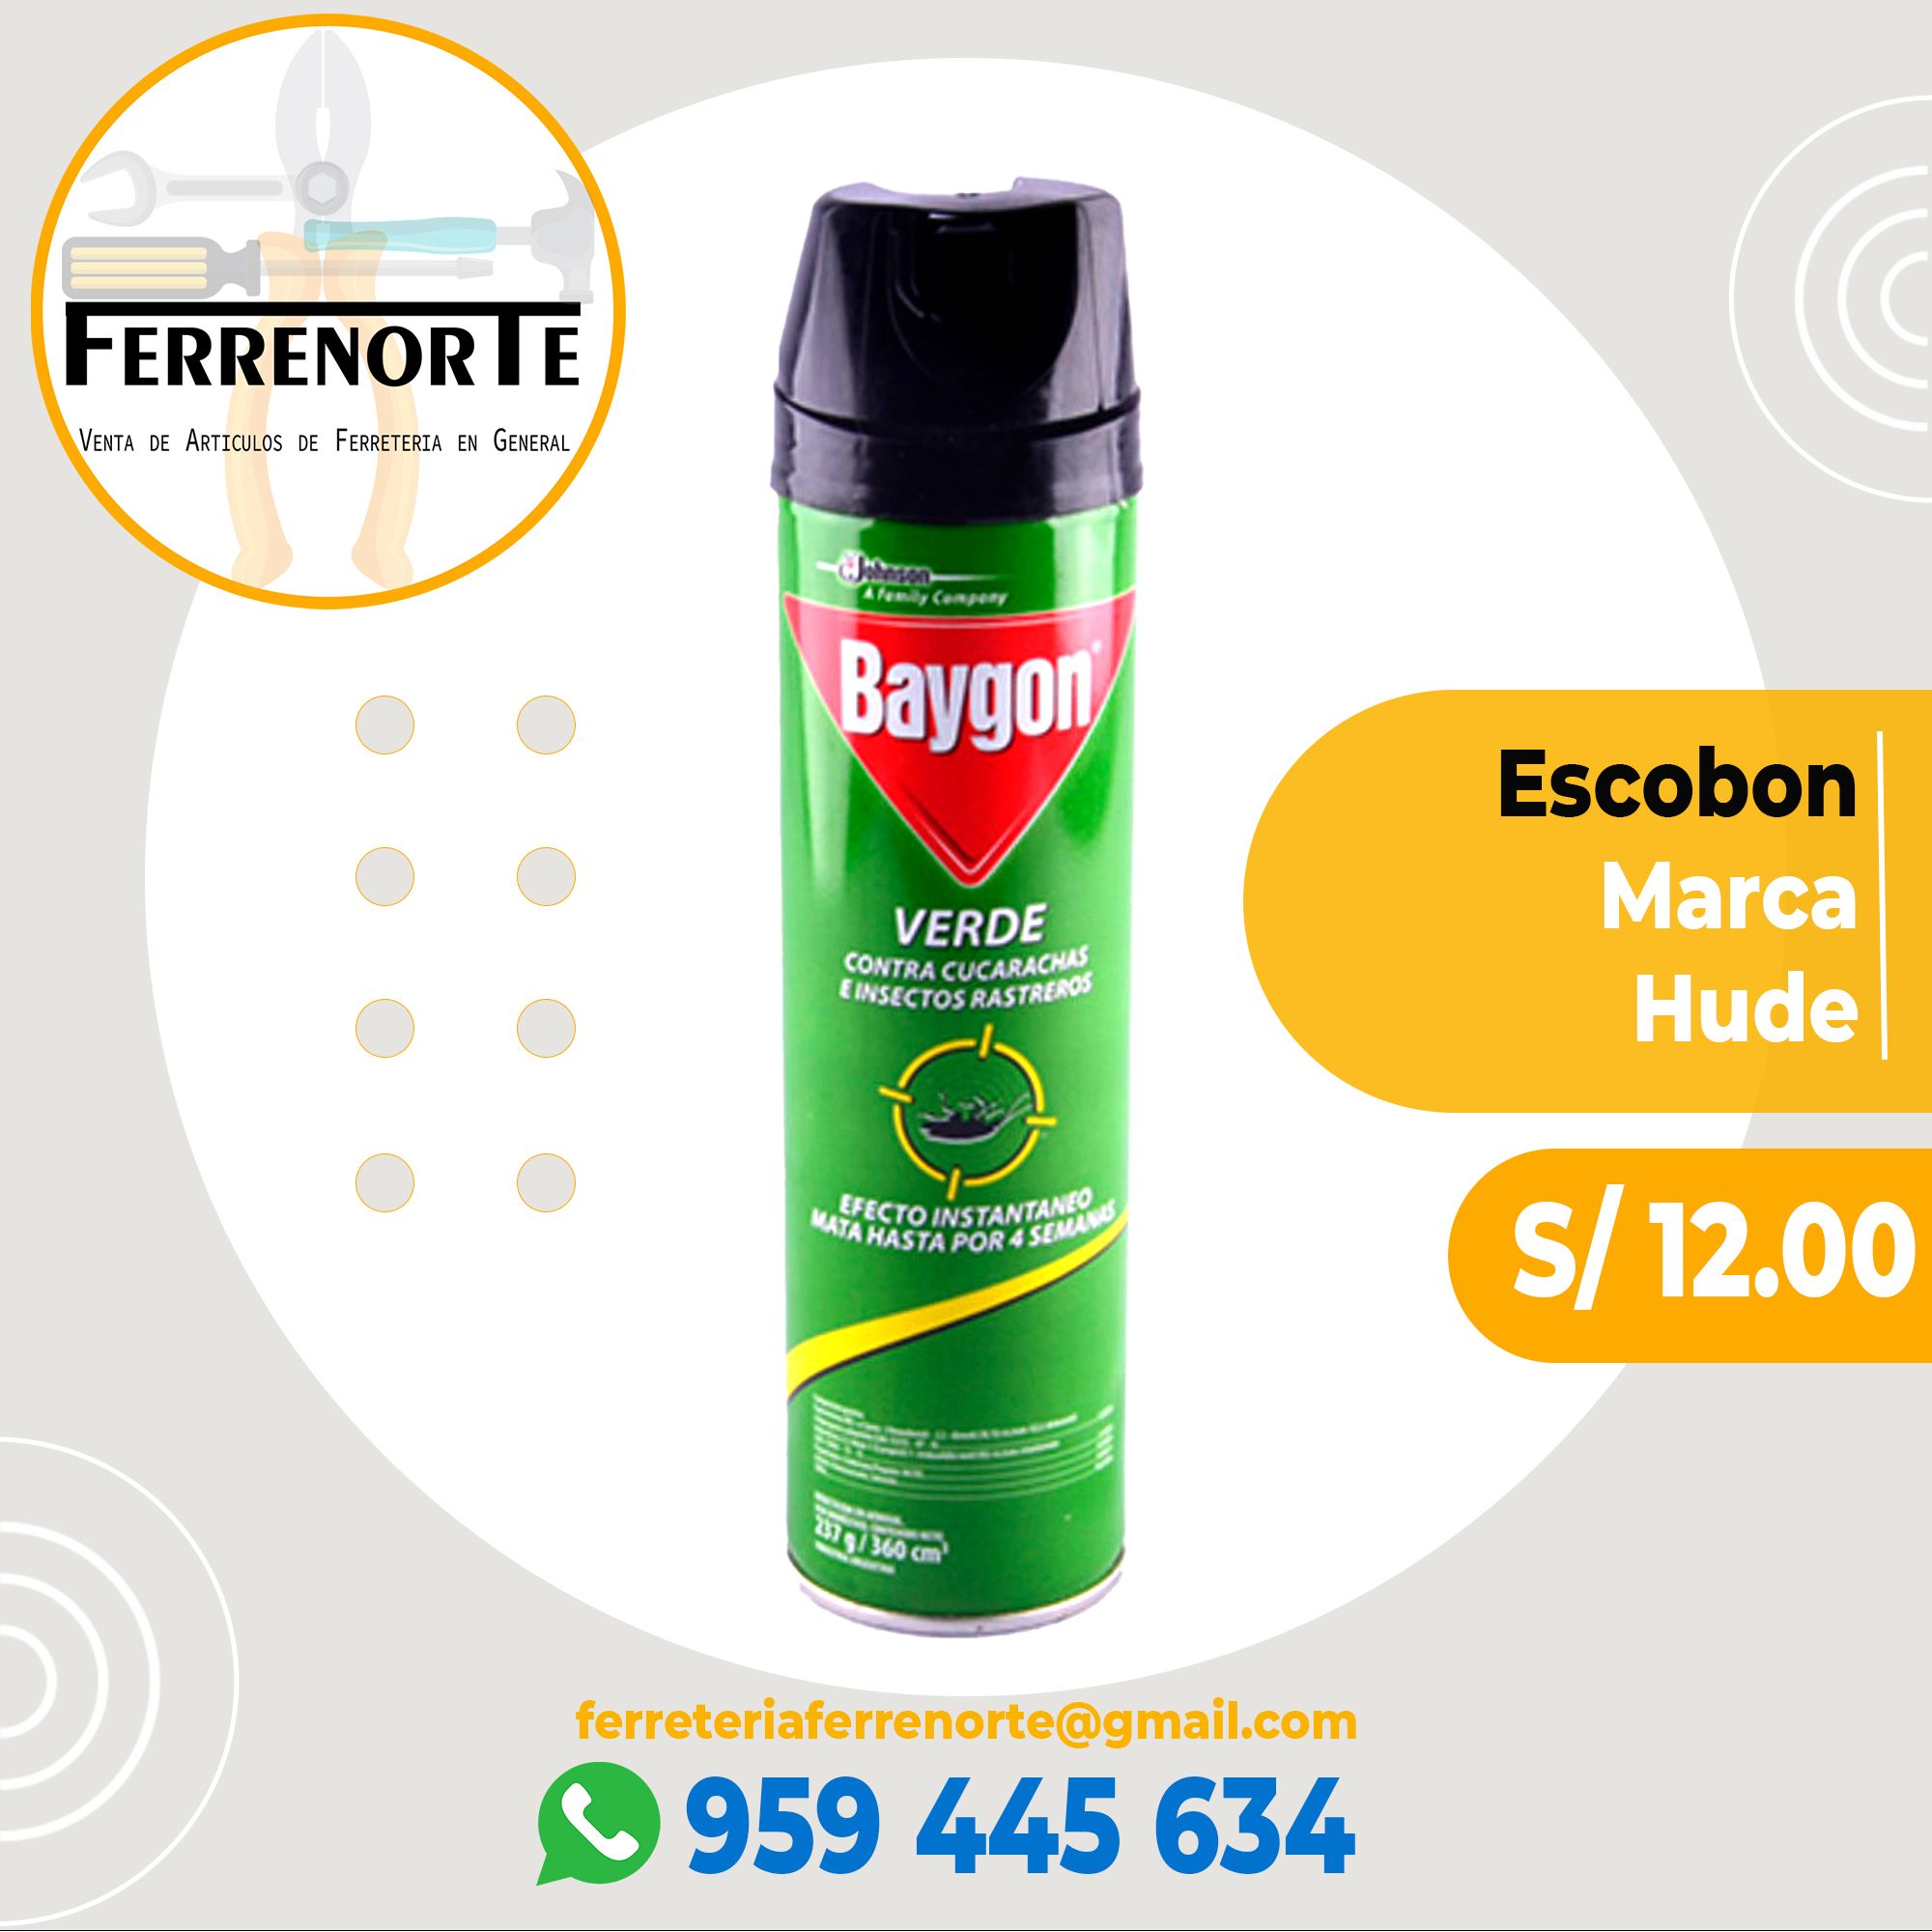 FERRENORTE
VENTA DE ARTICULOS DE FERRETERIA EN GENERAL
Johnson
A Family Company
Baygon
VERDE
CONTRA CUCARACHAS
E INSECTOS RASTREROS
EFECTO INSTANTANEO
MATA HASTA POR 4 SEMANAS
237 g / 360 cm³
Escobon
Marca
Hude
S/ 12.00
ferreteriaferrenorte@gmail.com
959 445 634